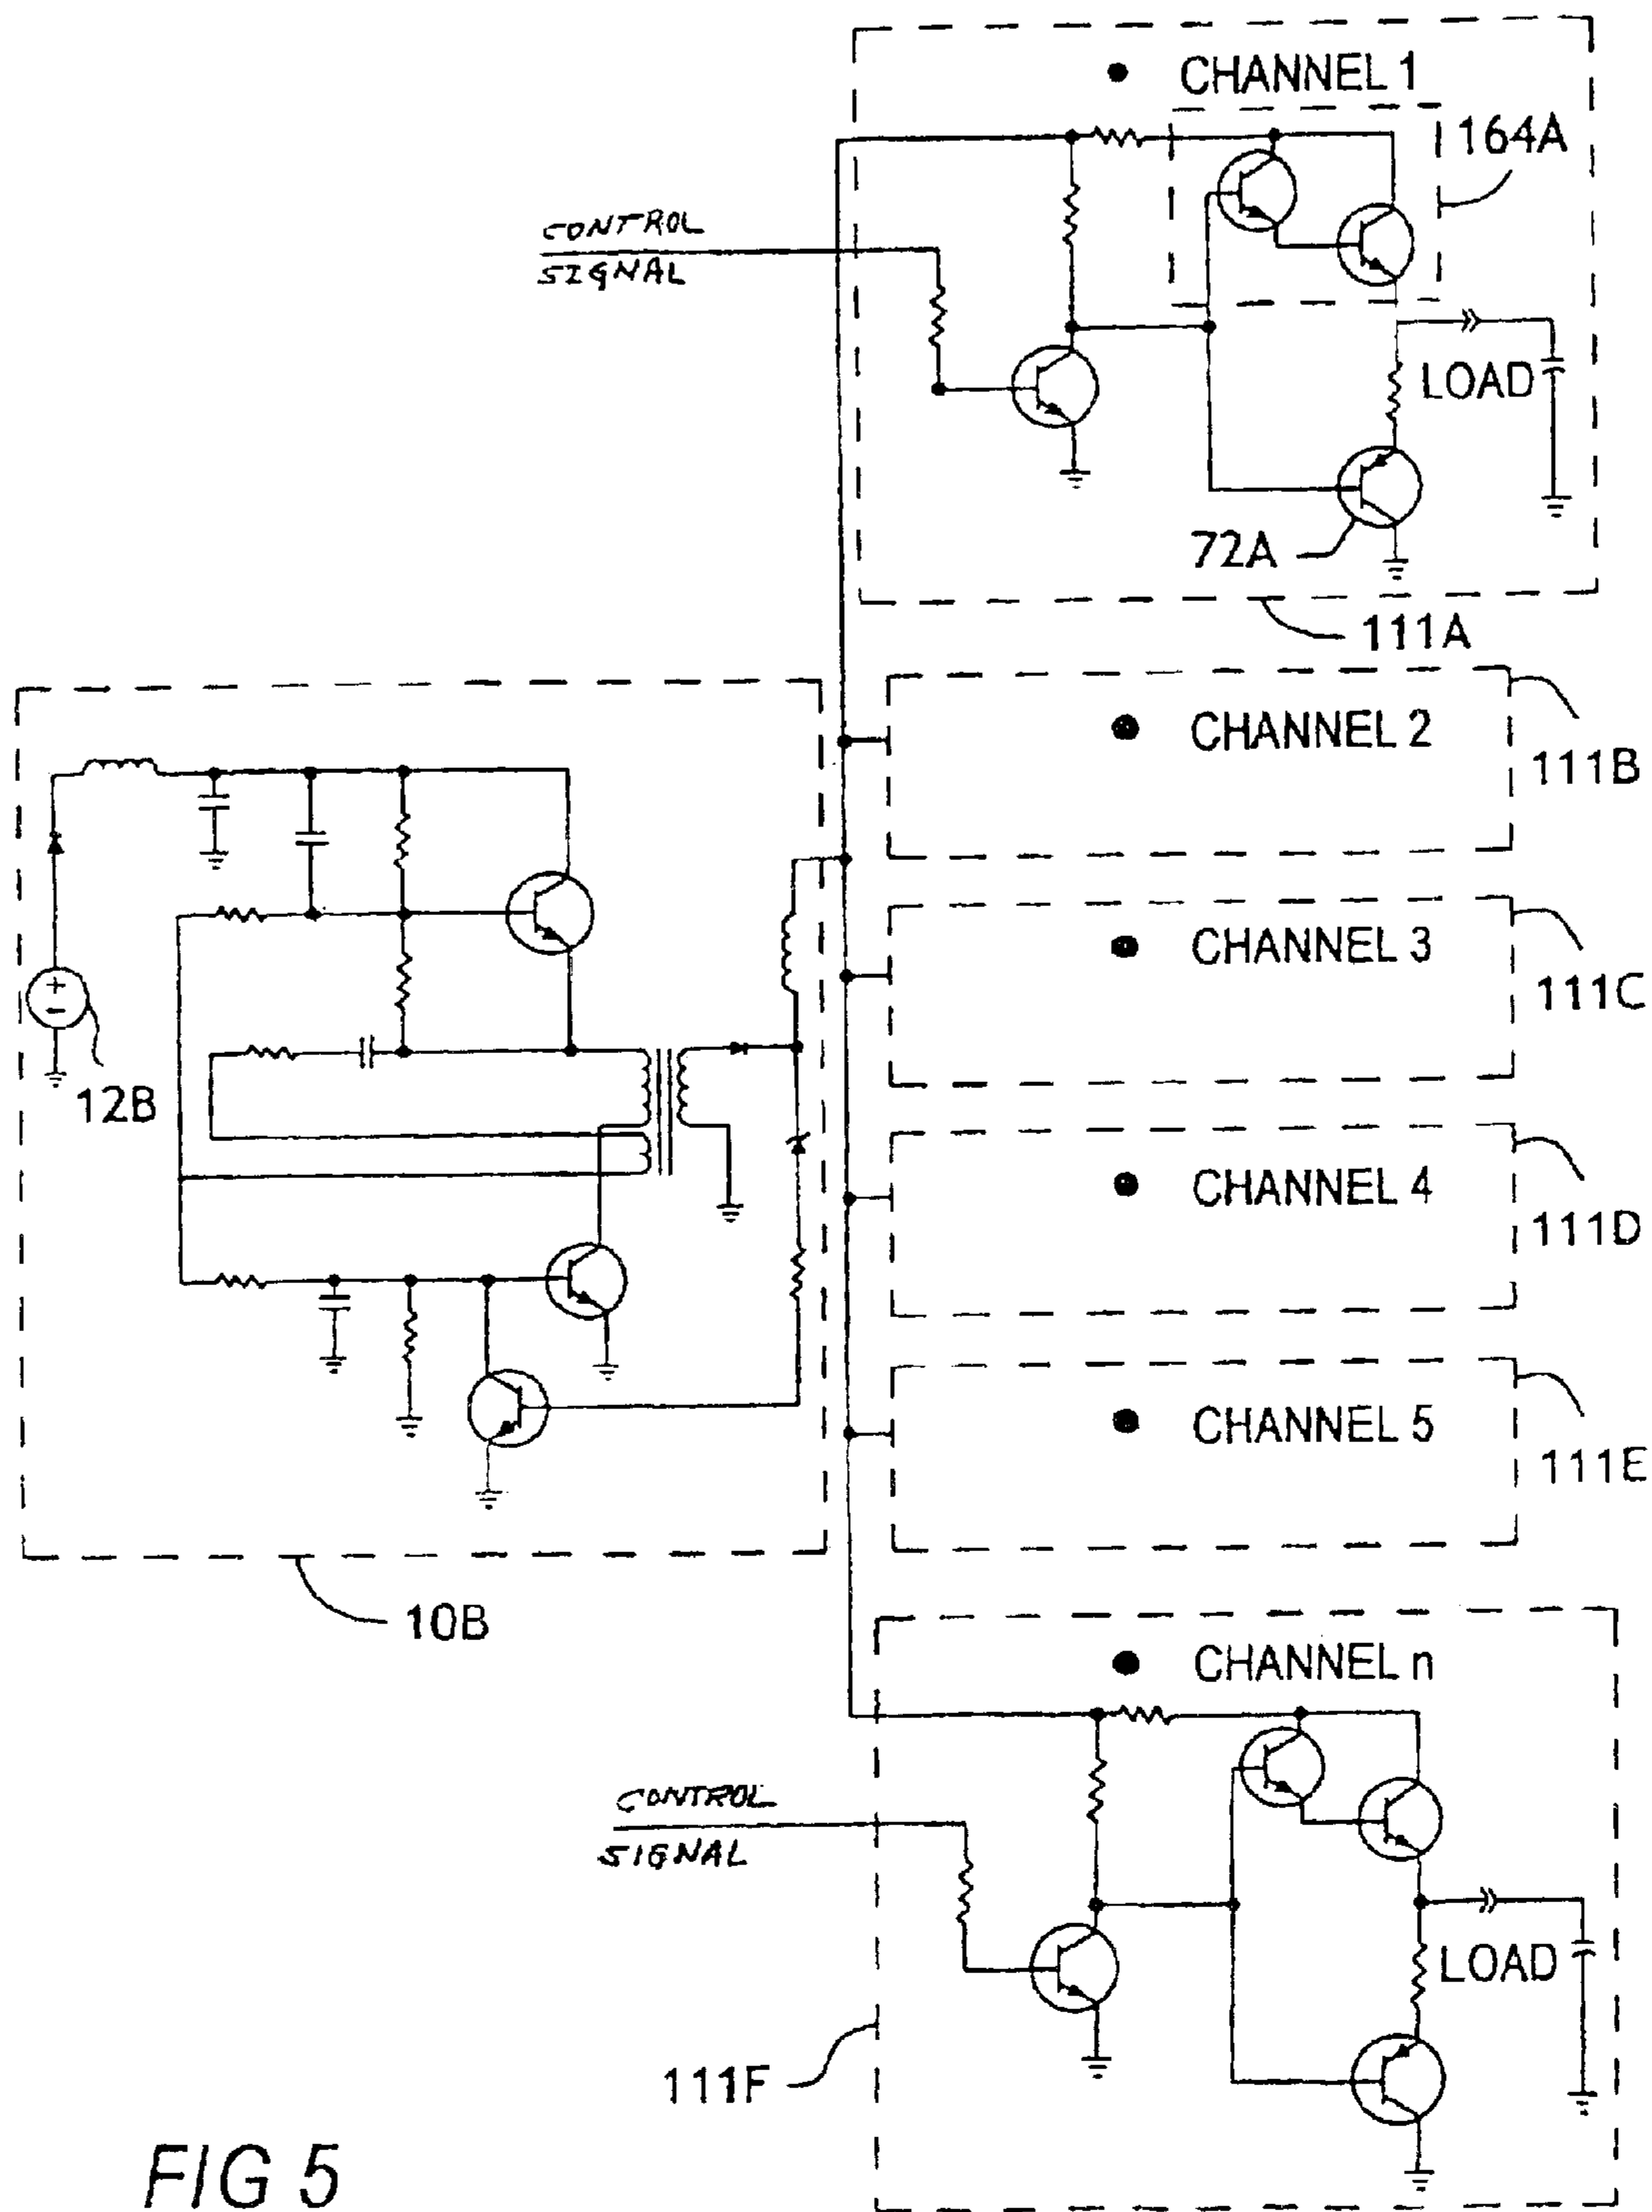 CHANNEL 1
164A
CONTROL
SIGNAL
LOAD
72A
111A
CHANNEL 2
111B
CHANNEL 3
111C
+
-
12B
CHANNEL 4
111D
CHANNEL 5
111E
10B
CHANNEL n
CONTROL
SIGNAL
LOAD
111F
FIG 5